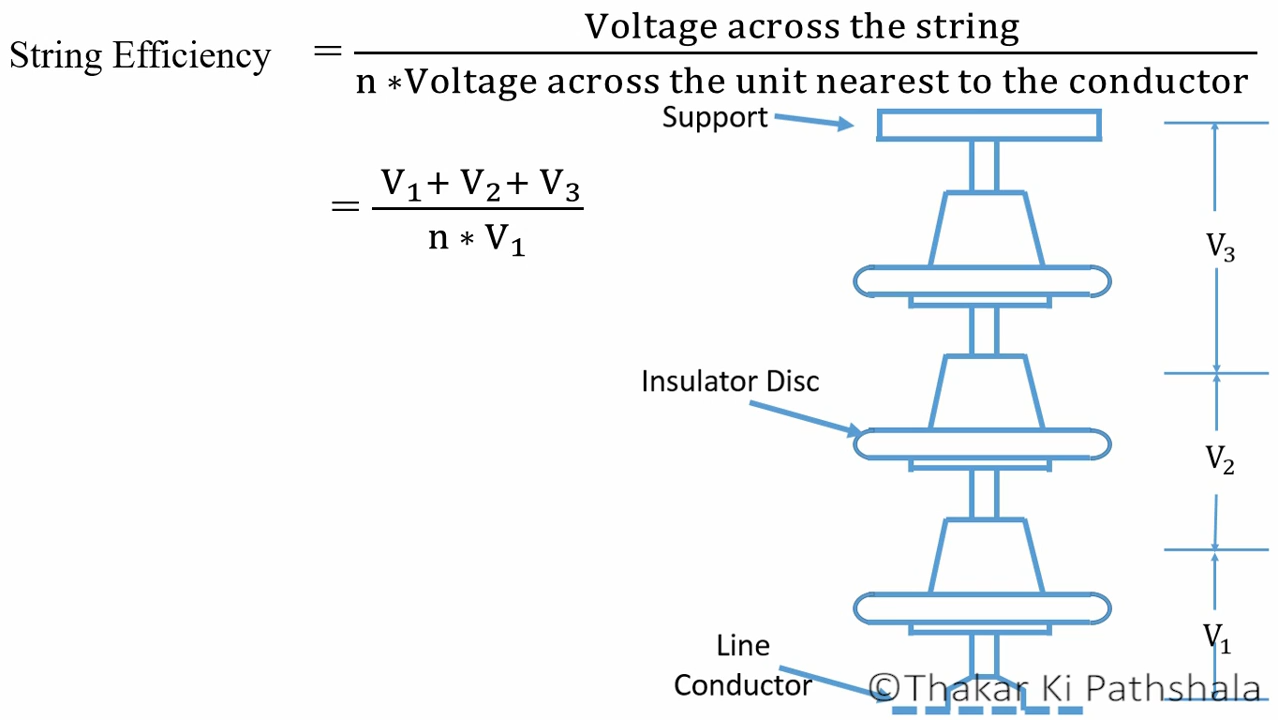 String Efficiency = Voltage across the string
n *Voltage across the unit nearest to the conductor
Support
= V₁+ V₂+ V₃
n * V₁
V₃
Insulator Disc
V₂
Line
Conductor
V₁
©Thakar Ki Pathshala